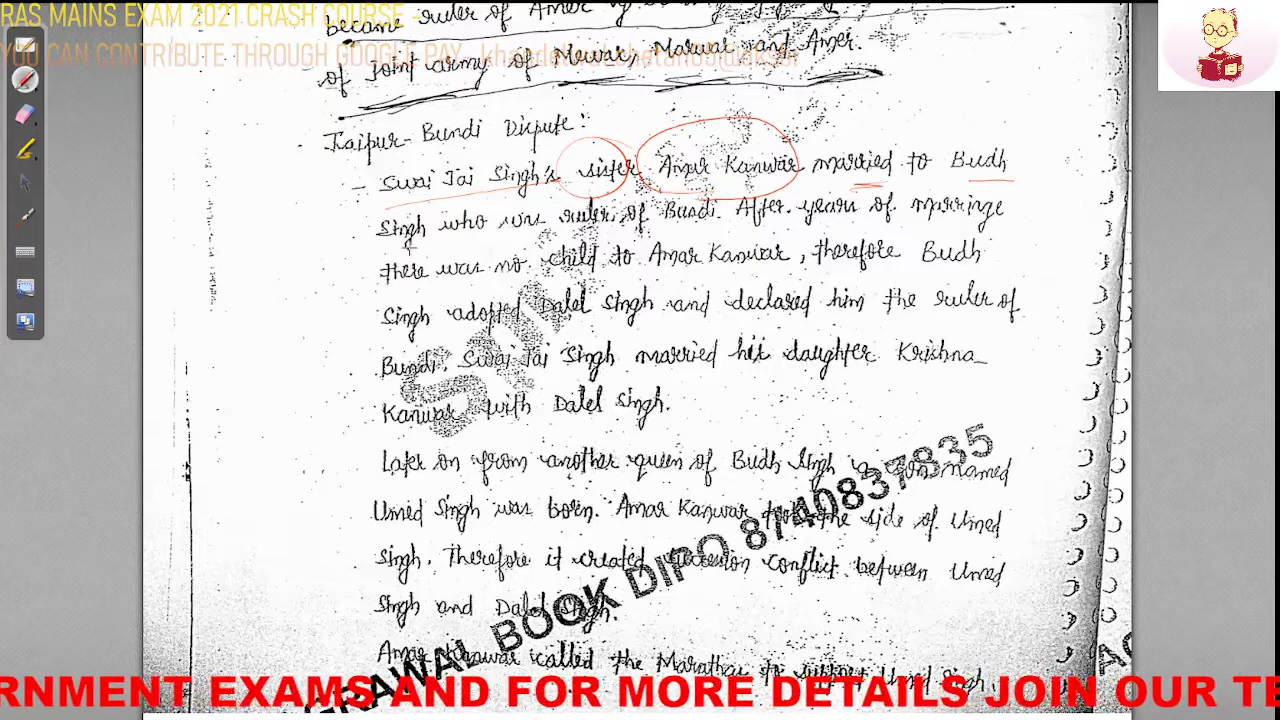 RAS MAINS EXAM 2021 CRASH COURSE -
became ruler of Amer by
YOU CAN CONTRIBUTE THROUGH GOOGLE PAY -
of joint army of Mewar, Marwar and Amer.
Jaipur-Bundi Dispute:
- Swai Jai Singh's sister Amar Kanwar married to Budh
Singh who was ruler of Bundi. After years of marriage
there was no child to Amar Kanwar, therefore Budh
Singh adopted Dalel Singh and declared him the ruler of
Bundi. Swai Jai Singh married his daughter Krishna
Kanwar with Dalel Singh.
Later on from another queen of Budh Singh a son named
Umed Singh was born. Amar Kanwar took the side of Umed
Singh. Therefore it created succession conflict between Umed
Singh and Dalel Singh.
Amar Kanwar called the Marathas to support Umed Singh.
BOOK DIPO 8740837835
RNMENT EXAMS AND FOR MORE DETAILS JOIN OUR TE